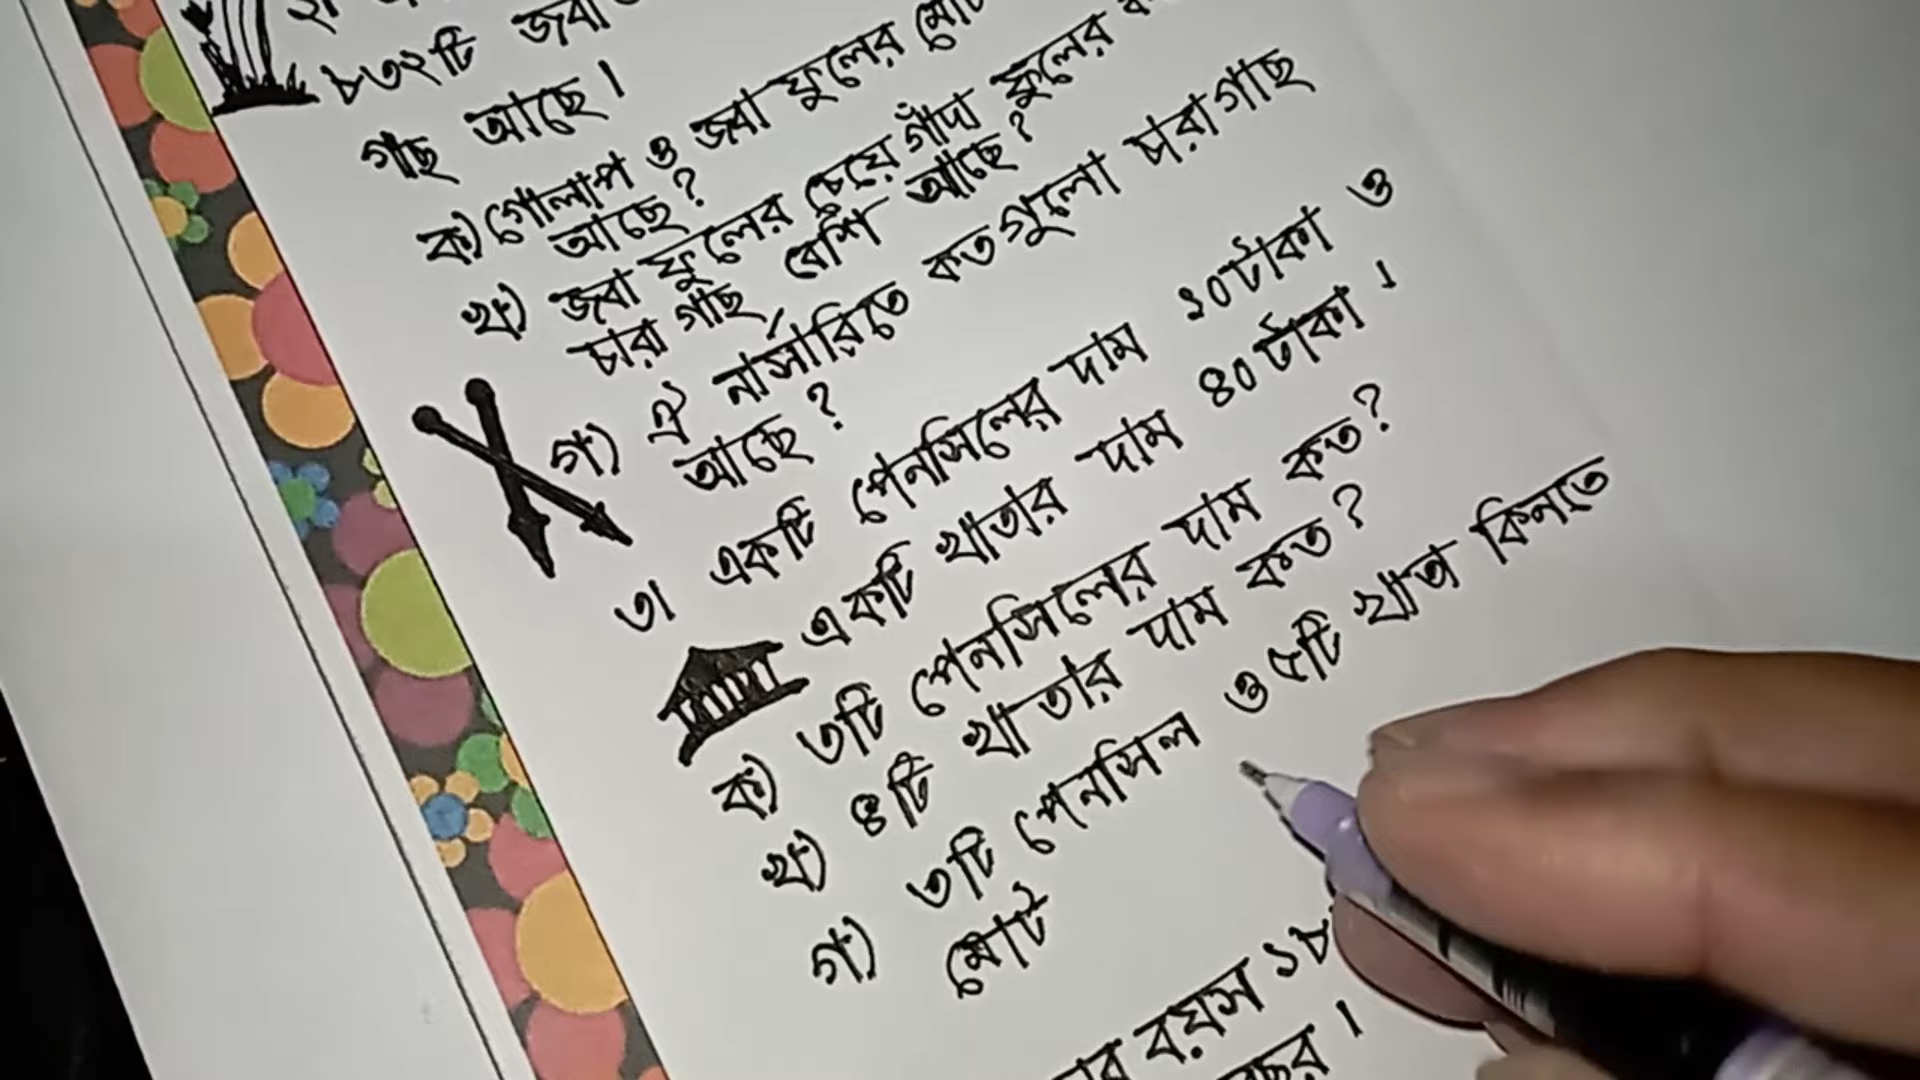 ৮৩২টি জবা
গাছ আছে।
ক) গোলাপ ও জবা ফুলের মোট
আছে?
খ) জবা ফুলের চেয়ে গাঁদা ফুলের
চারা গাছ বেশি আছে?
গ) ঐ নার্সারিতে কতগুলো চারাগাছ
আছে?
৩। একটি পেনসিলের দাম ১০টাকা ও
একটি খাতার দাম ৪০টাকা।
ক) ৩টি পেনসিলের দাম কত?
খ) ৪টি খাতার দাম কত?
গ) ৩টি পেনসিল ও ৫টি খাতা কিনতে
মোট
বয়স ১৮
বছর।